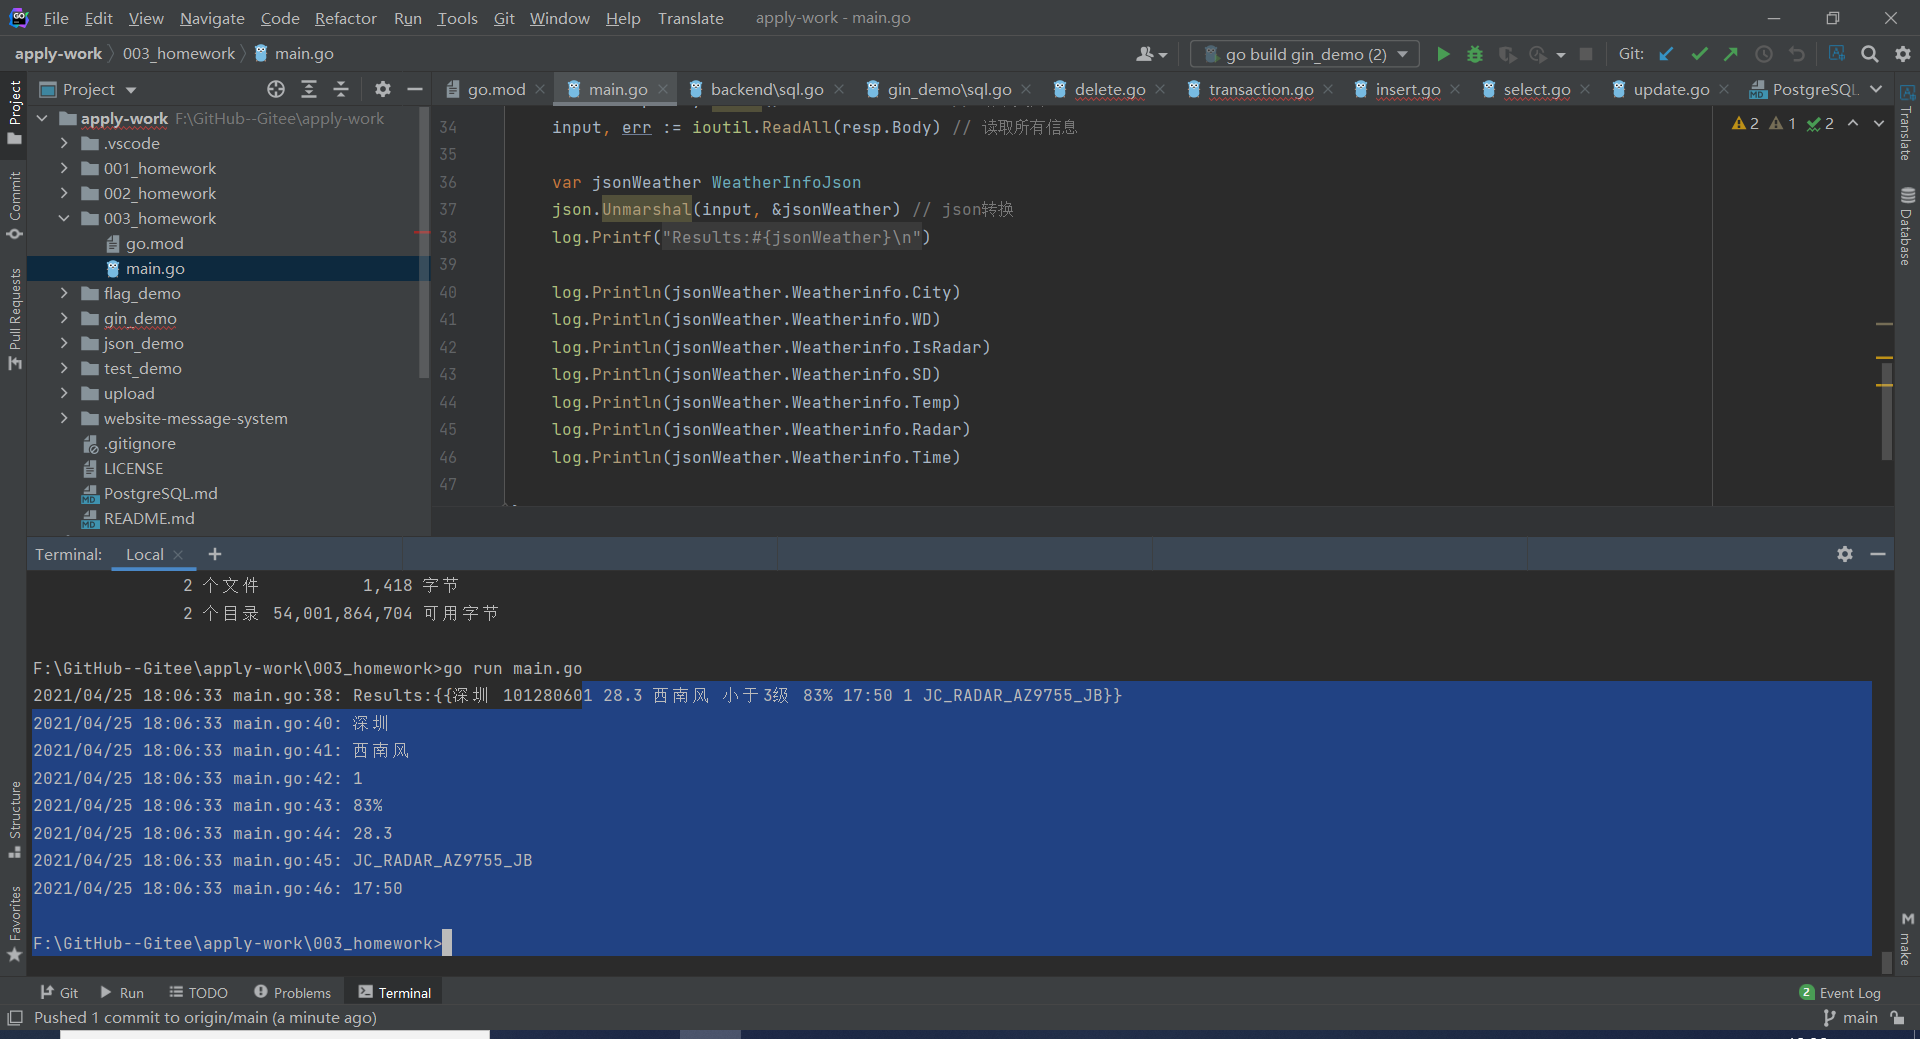 File Edit View Navigate Code Refactor Run Tools Git Window Help Translate apply-work - main.go
apply-work 003_homework main.go go build gin_demo (2) Git:
Project go.mod main.go backend\sql.go gin_demo\sql.go delete.go transaction.go insert.go select.go update.go PostgreSQL.
apply-work F:\GitHub--Gitee\apply-work
.vscode
001_homework
002_homework
003_homework
go.mod
main.go
flag_demo
gin_demo
json_demo
test_demo
upload
website-message-system
.gitignore
LICENSE
PostgreSQL.md
README.md
34 input, err := ioutil.ReadAll(resp.Body) // 读取所有信息
35
36 var jsonWeather WeatherInfoJson
37 json.Unmarshal(input, &jsonWeather) // json转换
38 log.Printf("Results:#{jsonWeather}\n")
39
40 log.Println(jsonWeather.Weatherinfo.City)
41 log.Println(jsonWeather.Weatherinfo.WD)
42 log.Println(jsonWeather.Weatherinfo.IsRadar)
43 log.Println(jsonWeather.Weatherinfo.SD)
44 log.Println(jsonWeather.Weatherinfo.Temp)
45 log.Println(jsonWeather.Weatherinfo.Radar)
46 log.Println(jsonWeather.Weatherinfo.Time)
47
2 1 2
Project
Commit
Pull Requests
Structure
Favorites
Translate
Database
make
Terminal: Local
2 个文件 1,418 字节
2 个目录 54,001,864,704 可用字节
F:\GitHub--Gitee\apply-work\003_homework>go run main.go
2021/04/25 18:06:33 main.go:38: Results:{{深圳 101280601 28.3 西南风 小于3级 83% 17:50 1 JC_RADAR_AZ9755_JB}}
2021/04/25 18:06:33 main.go:40: 深圳
2021/04/25 18:06:33 main.go:41: 西南风
2021/04/25 18:06:33 main.go:42: 1
2021/04/25 18:06:33 main.go:43: 83%
2021/04/25 18:06:33 main.go:44: 28.3
2021/04/25 18:06:33 main.go:45: JC_RADAR_AZ9755_JB
2021/04/25 18:06:33 main.go:46: 17:50
F:\GitHub--Gitee\apply-work\003_homework>
Git Run TODO Problems Terminal 2 Event Log
Pushed 1 commit to origin/main (a minute ago) main